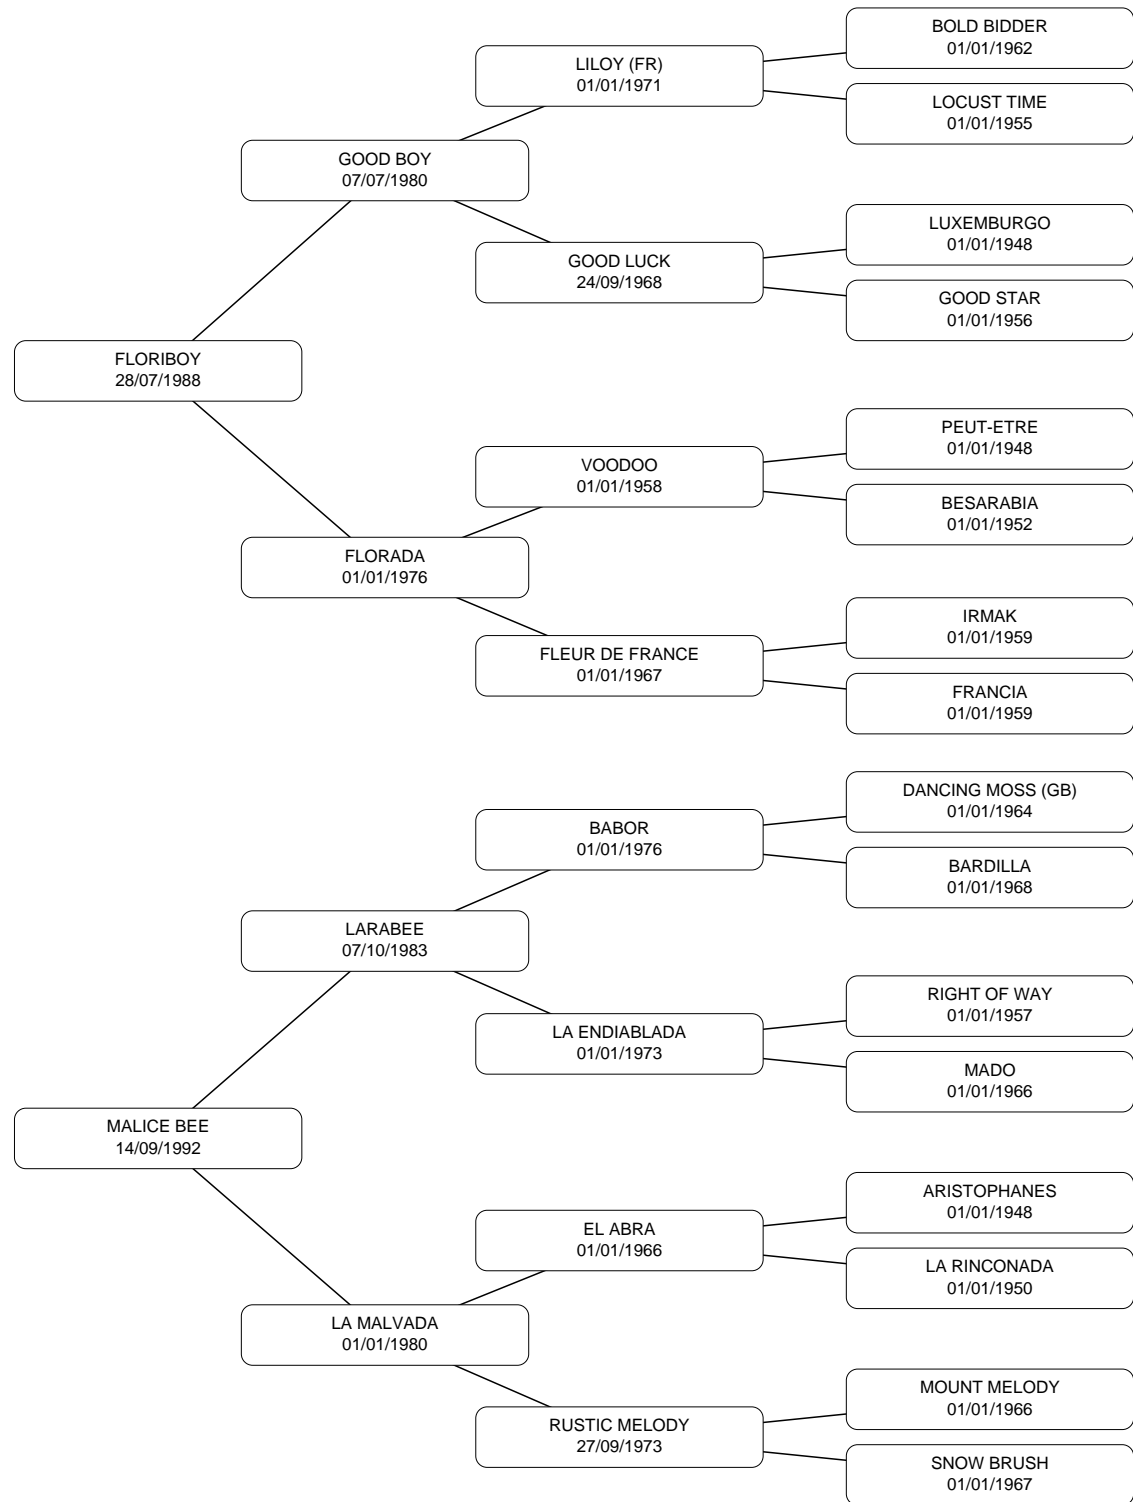 BOLD BIDDER
01/01/1962
LILOY (FR)
01/01/1971
LOCUST TIME
01/01/1955
GOOD BOY
07/07/1980
LUXEMBURGO
01/01/1948
GOOD LUCK
24/09/1968
GOOD STAR
01/01/1956
FLORIBOY
28/07/1988
PEUT-ETRE
01/01/1948
VOODOO
01/01/1958
BESARABIA
01/01/1952
FLORADA
01/01/1976
IRMAK
01/01/1959
FLEUR DE FRANCE
01/01/1967
FRANCIA
01/01/1959
DANCING MOSS (GB)
01/01/1964
BABOR
01/01/1976
BARDILLA
01/01/1968
LARABEE
07/10/1983
RIGHT OF WAY
01/01/1957
LA ENDIABLADA
01/01/1973
MADO
01/01/1966
MALICE BEE
14/09/1992
ARISTOPHANES
01/01/1948
EL ABRA
01/01/1966
LA RINCONADA
01/01/1950
LA MALVADA
01/01/1980
MOUNT MELODY
01/01/1966
RUSTIC MELODY
27/09/1973
SNOW BRUSH
01/01/1967